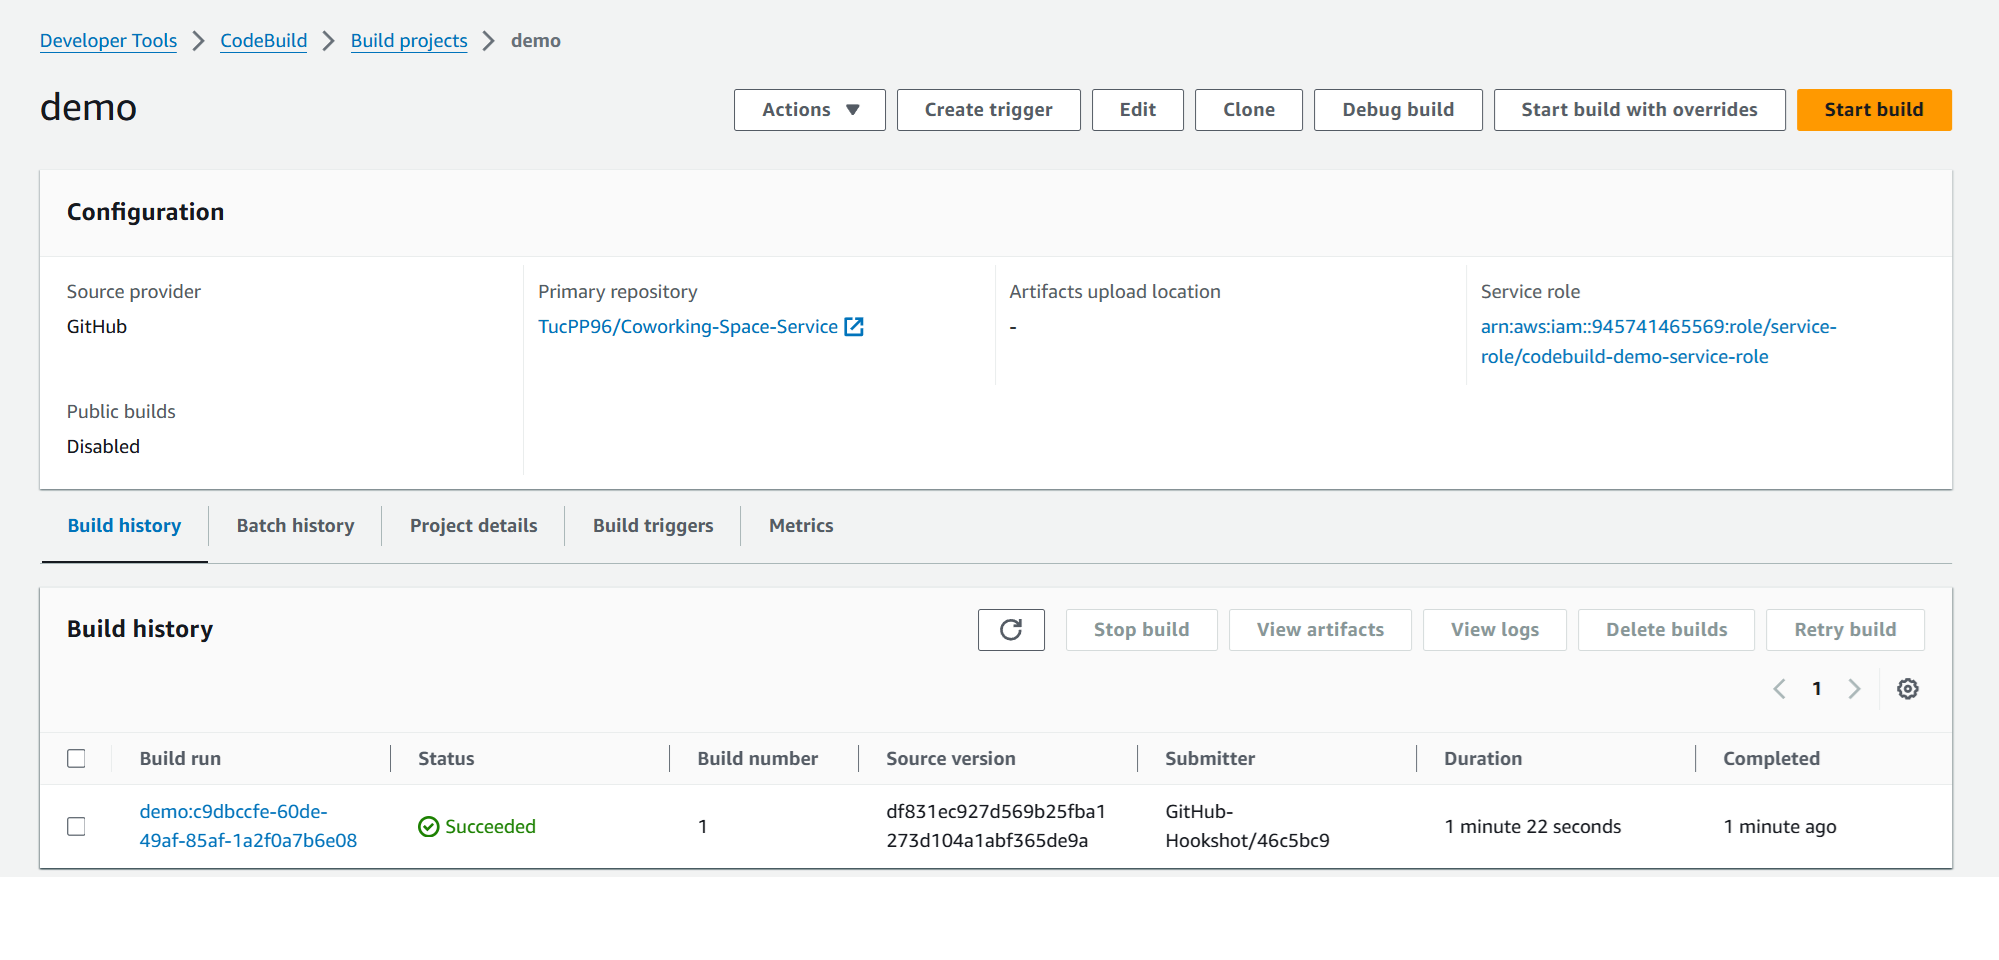 Developer Tools > CodeBuild > Build projects > demo
demo
Actions ▼ Create trigger Edit Clone Debug build Start build with overrides Start build
Configuration
Source provider Primary repository Artifacts upload location Service role
GitHub TucPP96/Coworking-Space-Service - arn:aws:iam::945741465569:role/service-
role/codebuild-demo-service-role
Public builds
Disabled
Build history Batch history Project details Build triggers Metrics
Build history Stop build View artifacts View logs Delete builds Retry build
< 1 >
Build run Status Build number Source version Submitter Duration Completed
demo:c9dbccfe-60de- df831ec927d569b25fba1 GitHub-
Succeeded 1 1 minute 22 seconds 1 minute ago
49af-85af-1a2f0a7b6e08 273d104a1abf365de9a Hookshot/46c5bc9